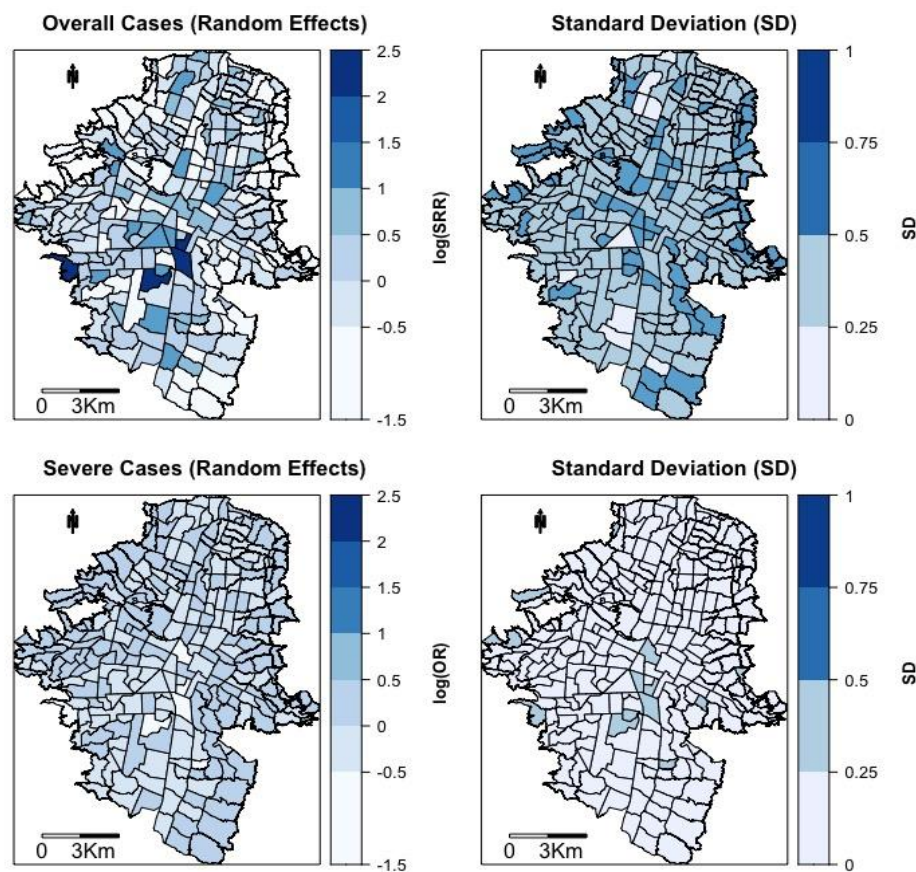 Overall Cases (Random Effects)
N
0 3Km
2.5
2
1.5
1
0.5
0
-0.5
-1.5
log(SRR)
Standard Deviation (SD)
N
0 3Km
1
0.75
0.5
0.25
0
SD
Severe Cases (Random Effects)
N
0 3Km
2.5
2
1.5
1
0.5
0
-0.5
-1.5
log(OR)
Standard Deviation (SD)
N
0 3Km
1
0.75
0.5
0.25
0
SD